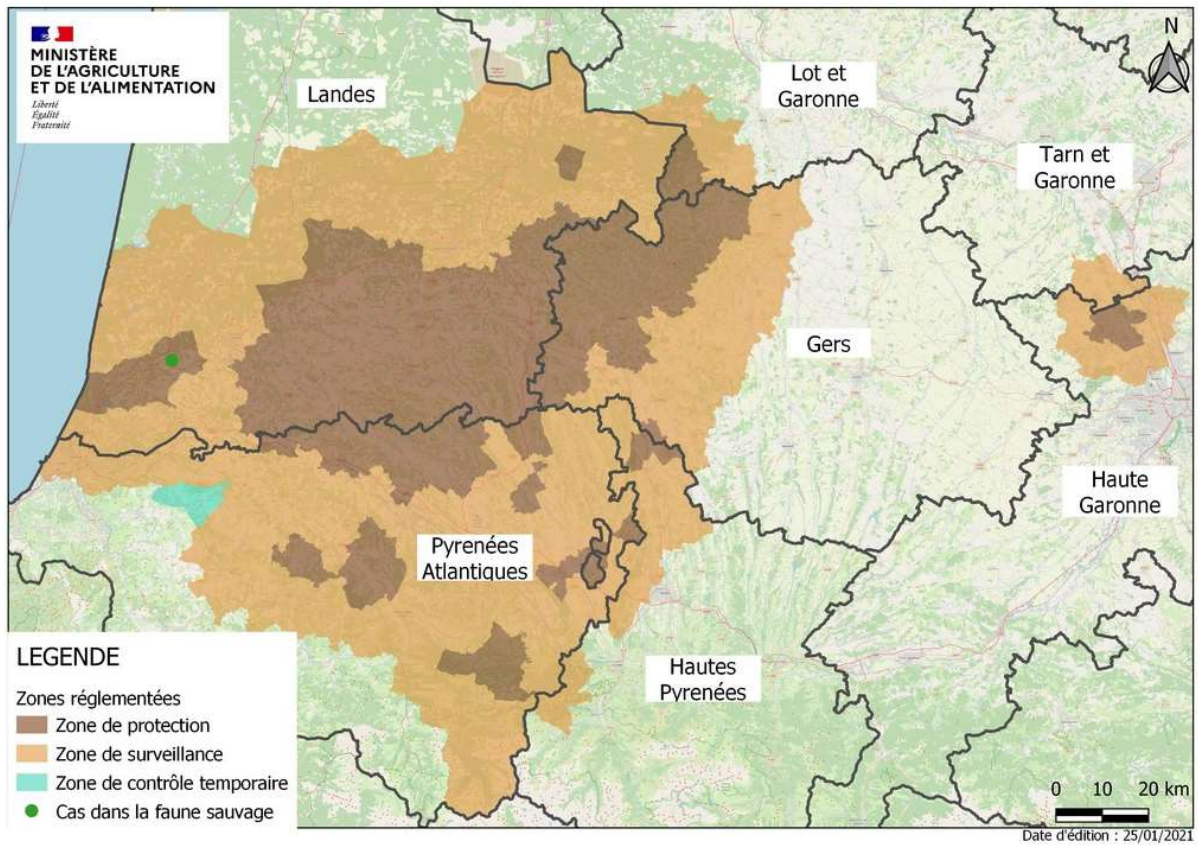 MINISTÈRE
DE L'AGRICULTURE
ET DE L'ALIMENTATION
Liberté
Égalité
Fraternité
Landes
Lot et
Garonne
N
Tarn et
Garonne
Gers
Haute
Garonne
Pyrenées
Atlantiques
Hautes
Pyrenées
LEGENDE
Zones réglementées
Zone de protection
Zone de surveillance
Zone de contrôle temporaire
Cas dans la faune sauvage
0 10 20 km
Date d'édition : 25/01/2021